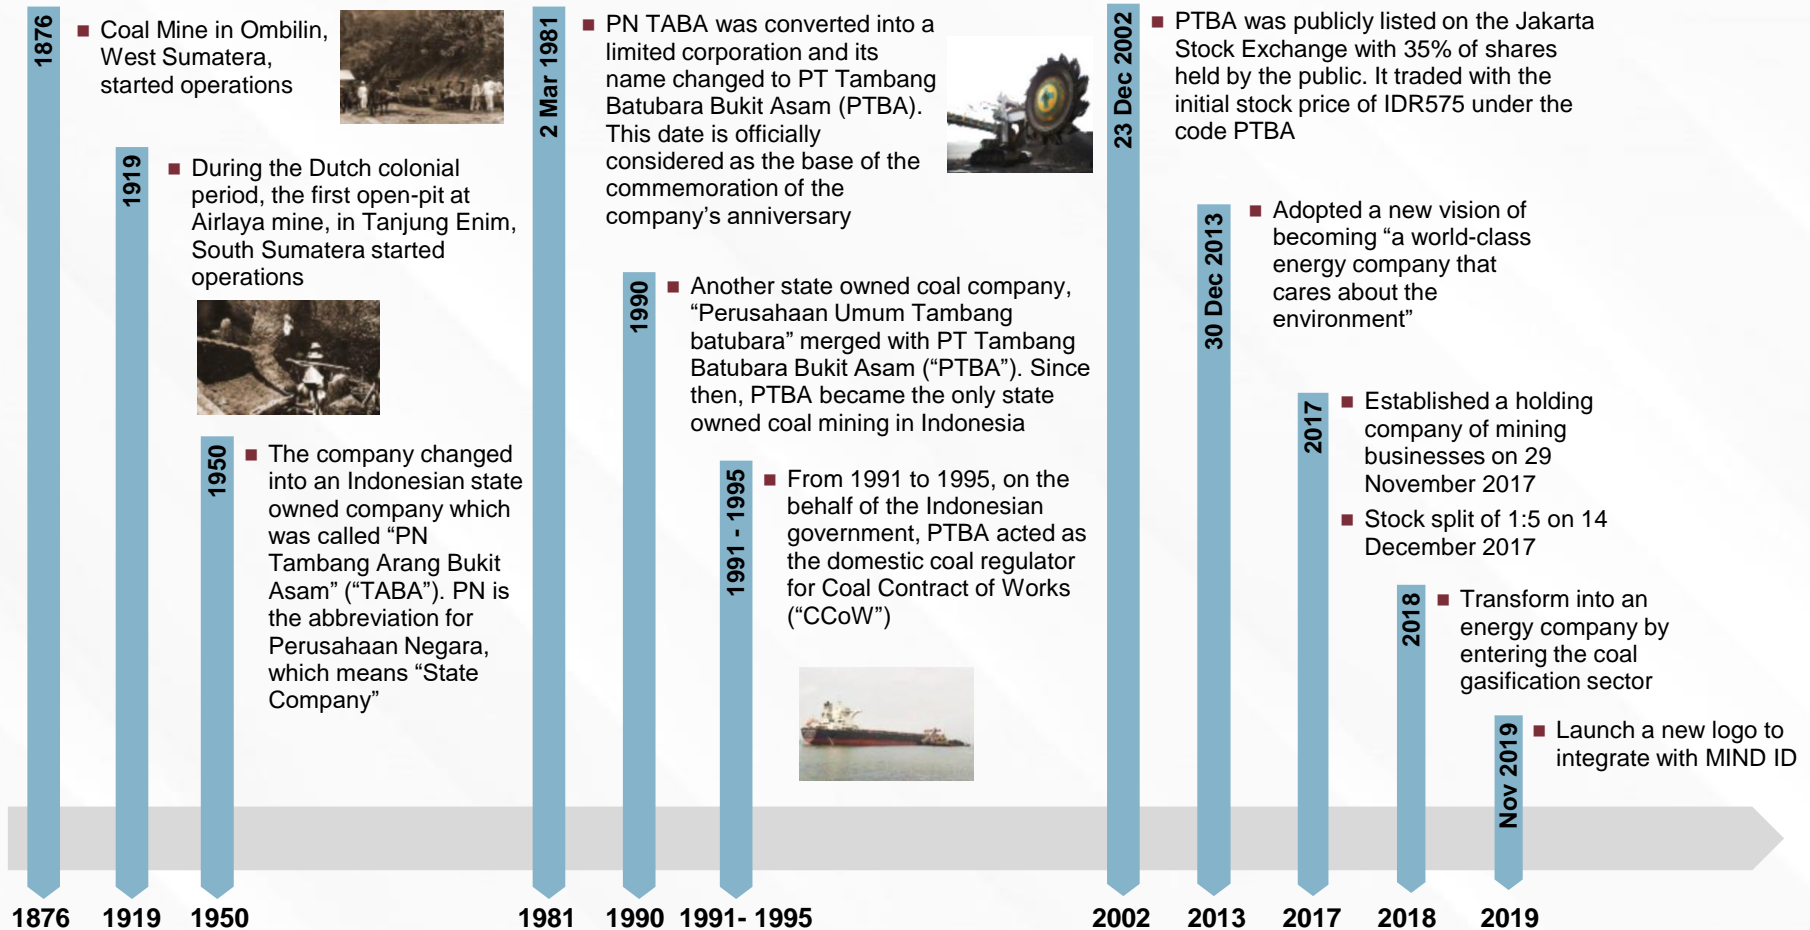 1876
■ Coal Mine in Ombilin,
West Sumatera,
started operations
1919
■ During the Dutch colonial
period, the first open-pit at
Airlaya mine, in Tanjung Enim,
South Sumatera started
operations
1950
■ The company changed
into an Indonesian state
owned company which
was called “PN
Tambang Arang Bukit
Asam” (“TABA”). PN is
the abbreviation for
Perusahaan Negara,
which means “State
Company”
2 Mar 1981
■ PN TABA was converted into a
limited corporation and its
name changed to PT Tambang
Batubara Bukit Asam (PTBA).
This date is officially
considered as the base of the
commemoration of the
company’s anniversary
1990
■ Another state owned coal company,
“Perusahaan Umum Tambang
batubara” merged with PT Tambang
Batubara Bukit Asam (“PTBA”). Since
then, PTBA became the only state
owned coal mining in Indonesia
1991 - 1995
■ From 1991 to 1995, on the
behalf of the Indonesian
government, PTBA acted as
the domestic coal regulator
for Coal Contract of Works
(“CCoW”)
23 Dec 2002
■ PTBA was publicly listed on the Jakarta
Stock Exchange with 35% of shares
held by the public. It traded with the
initial stock price of IDR575 under the
code PTBA
30 Dec 2013
■ Adopted a new vision of
becoming “a world-class
energy company that
cares about the
environment”
2017
■ Established a holding
company of mining
businesses on 29
November 2017
■ Stock split of 1:5 on 14
December 2017
2018
■ Transform into an
energy company by
entering the coal
gasification sector
Nov 2019
■ Launch a new logo to
integrate with MIND ID
1876 1919 1950 1981 1990 1991- 1995 2002 2013 2017 2018 2019